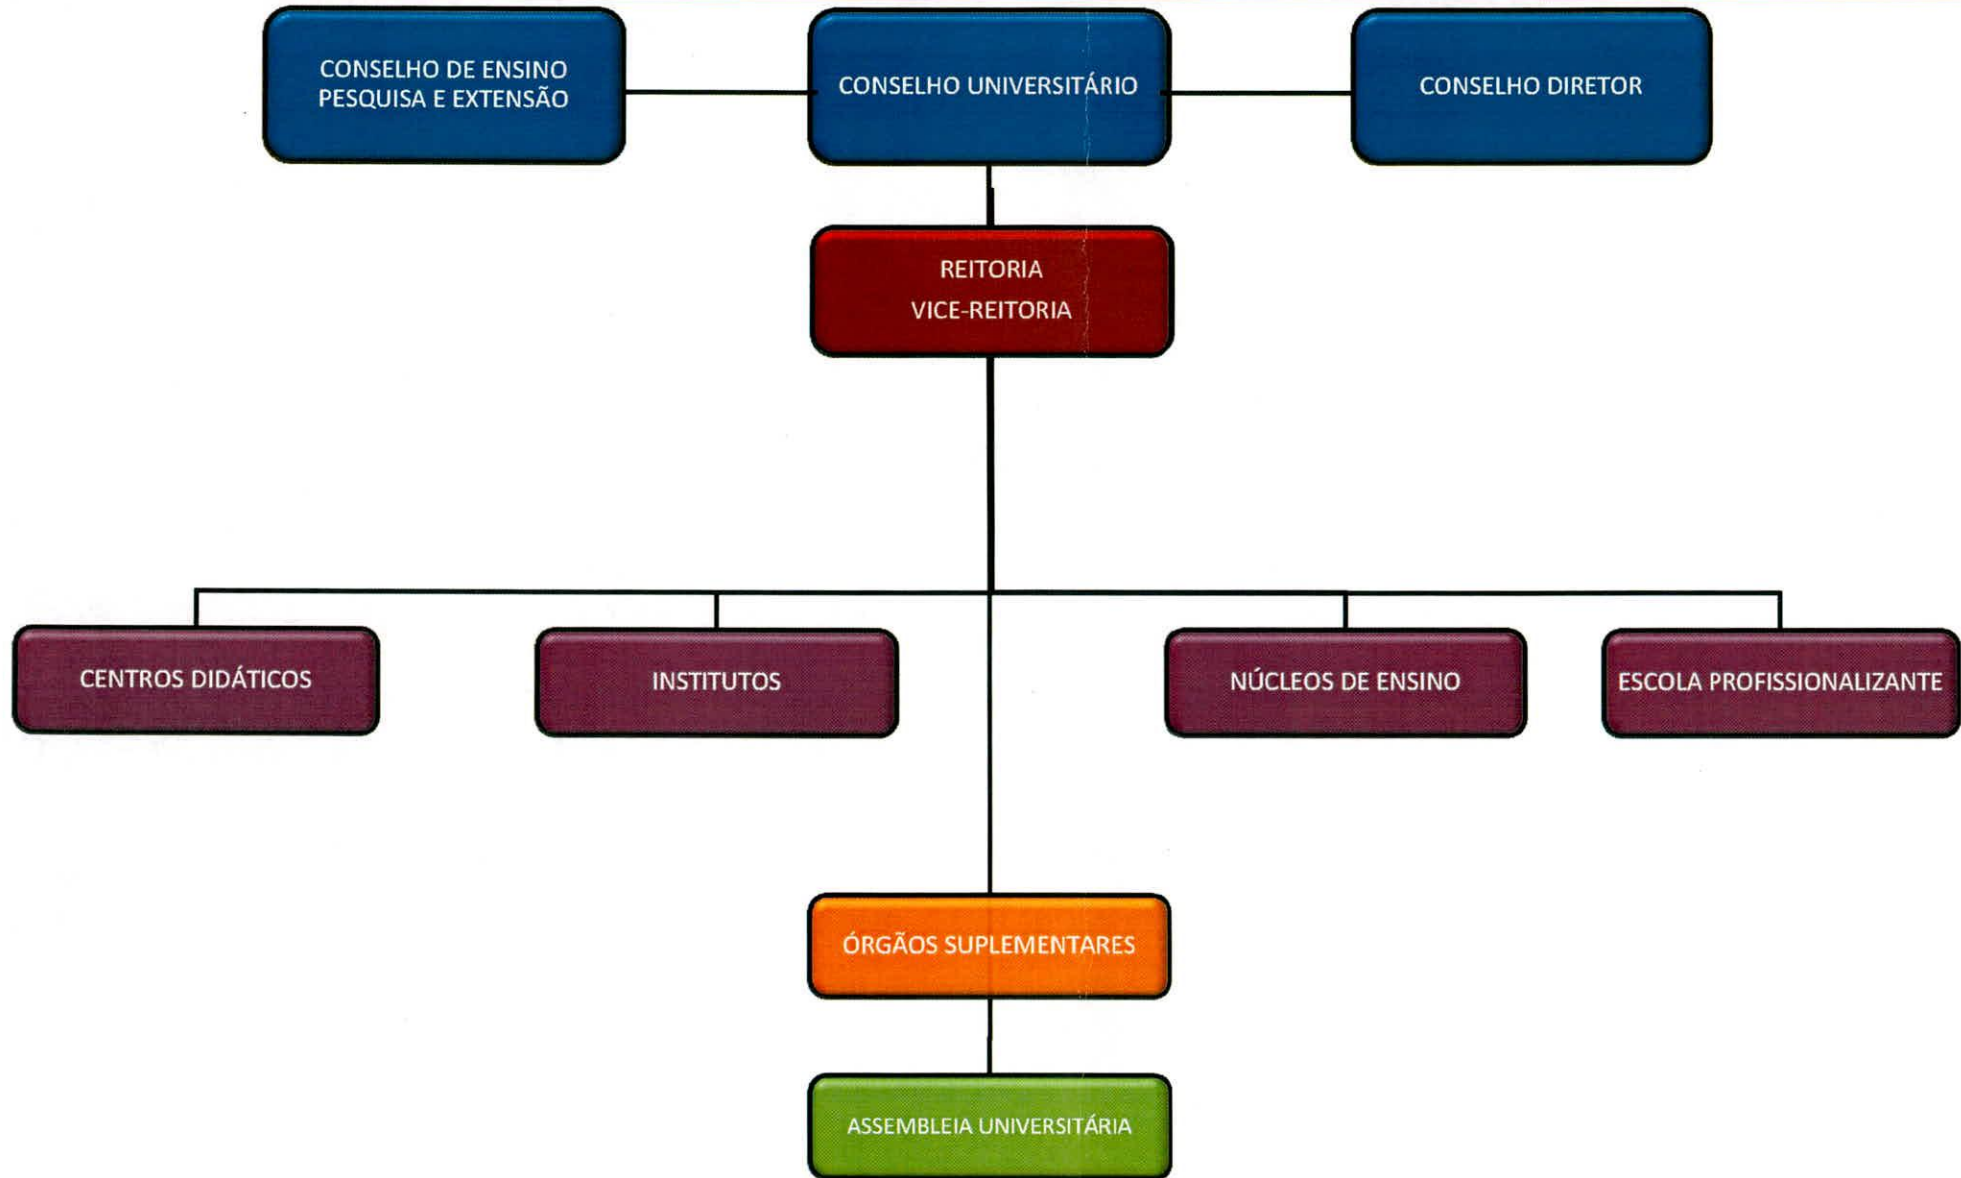 CONSELHO DE ENSINO
PESQUISA E EXTENSÃO
CONSELHO UNIVERSITÁRIO
CONSELHO DIRETOR
REITORIA
VICE-REITORIA
CENTROS DIDÁTICOS
INSTITUTOS
NÚCLEOS DE ENSINO
ESCOLA PROFISSIONALIZANTE
ÓRGÃOS SUPLEMENTARES
ASSEMBLEIA UNIVERSITÁRIA